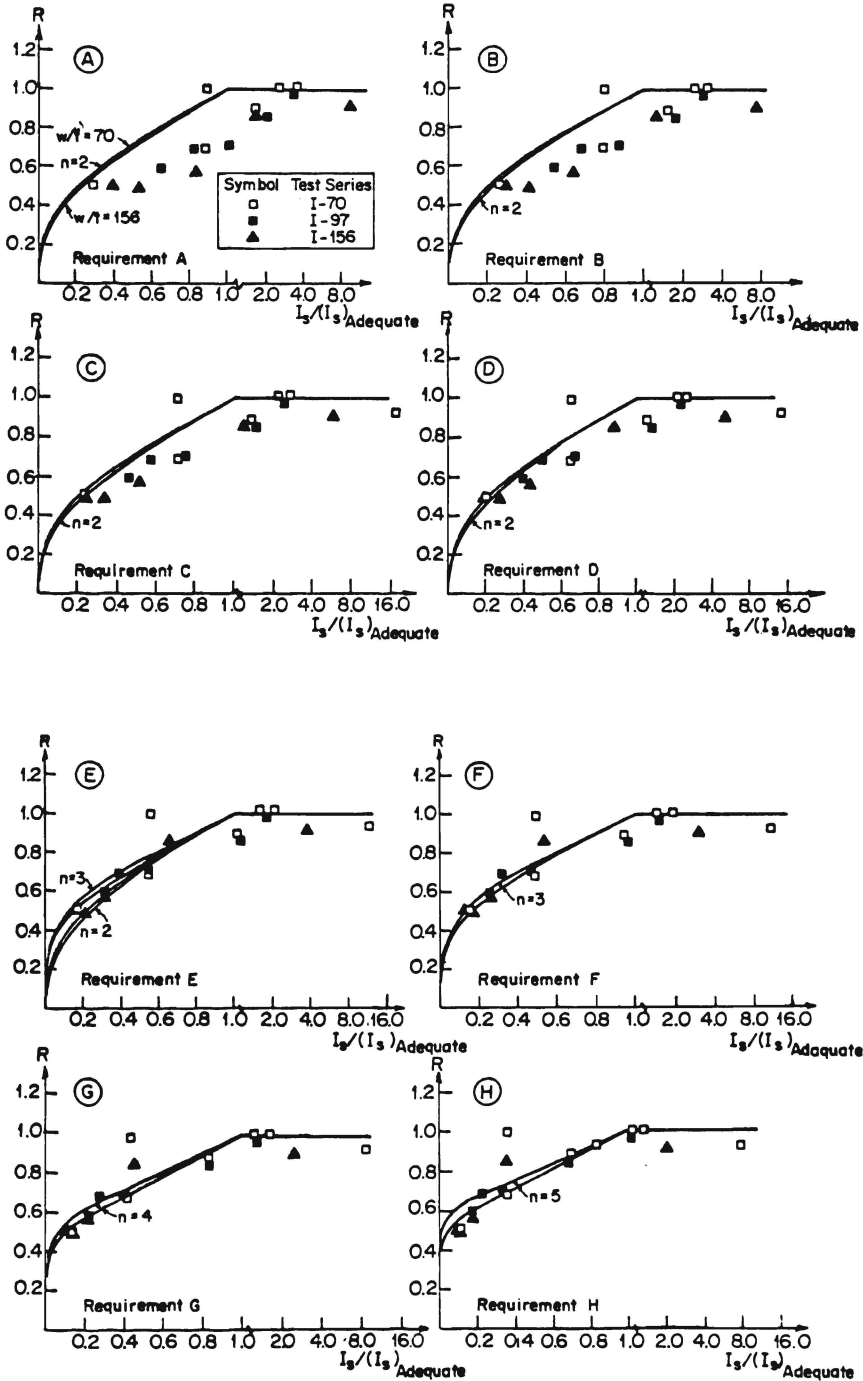 R
R
1.2
1.0
0.8
0.6
0.4
0.2
A
w/t=70
n=2
w/t=156
Symbol Test Series
I-70
I-97
I-156
Requirement A
0.2 0.4 0.6 0.8 1.0 2.0 4.0 8.0
Is/(Is)Adequate
1.2
1.0
0.8
0.6
0.4
0.2
B
n=2
Requirement B
0.2 0.4 0.6 0.8 1.0 2.0 4.0 8.0
Is/(Is)Adequate
R
1.2
1.0
0.8
0.6
0.4
0.2
C
n=2
Requirement C
0.2 0.4 0.6 0.8 1.0 2.0 4.0 8.0 16.0
Is/(Is)Adequate
R
1.2
1.0
0.8
0.6
0.4
0.2
D
n=2
Requirement D
0.2 0.4 0.6 0.8 1.0 2.0 4.0 8.0 16.0
Is/(Is)Adequate
R
1.2
1.0
0.8
0.6
0.4
0.2
E
n=3
n=2
Requirement E
0.2 0.4 0.6 0.8 1.0 2.0 4.0 8.0 16.0
Is/(Is)Adequate
R
1.2
1.0
0.8
0.6
0.4
0.2
F
n=3
Requirement F
0.2 0.4 0.6 0.8 1.0 2.0 4.0 8.0 16.0
Is/(Is)Adaquate
R
1.2
1.0
0.8
0.6
0.4
0.2
G
n=4
Requirement G
0.2 0.4 0.6 0.8 1.0 2.0 4.0 8.0 16.0
Is/(Is)Adequate
R
1.2
1.0
0.8
0.6
0.4
0.2
H
n=5
Requirement H
0.2 0.4 0.6 0.8 1.0 2.0 4.0 8.0 16.0
Is/(Is)Adequate